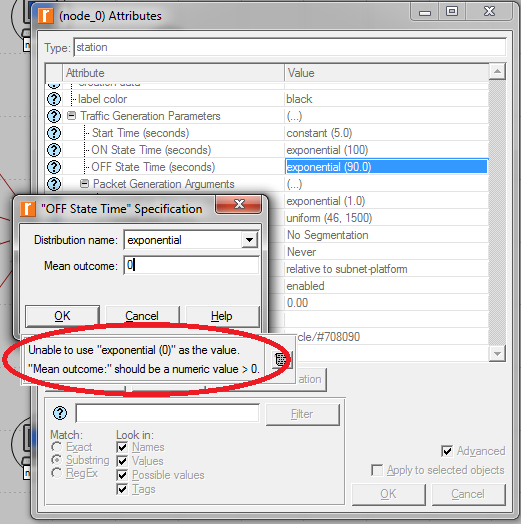 (node_0) Attributes
Type: station
Attribute Value
label color black
Traffic Generation Parameters (...)
Start Time (seconds) constant (5.0)
ON State Time (seconds) exponential (100)
OFF State Time (seconds) exponential (90.0)
Packet Generation Arguments (...)
exponential (1.0)
uniform (46, 1500)
No Segmentation
Never
relative to subnet-platform
enabled
0.00
cle/#708090
"OFF State Time" Specification
Distribution name: exponential
Mean outcome: 0
OK Cancel Help
Unable to use "exponential (0)" as the value.
"Mean outcome:" should be a numeric value > 0.
ation
Filter
Match: Look in:
Exact Names
Substring Values
RegEx Possible values
Tags
Advanced
Apply to selected objects
OK Cancel